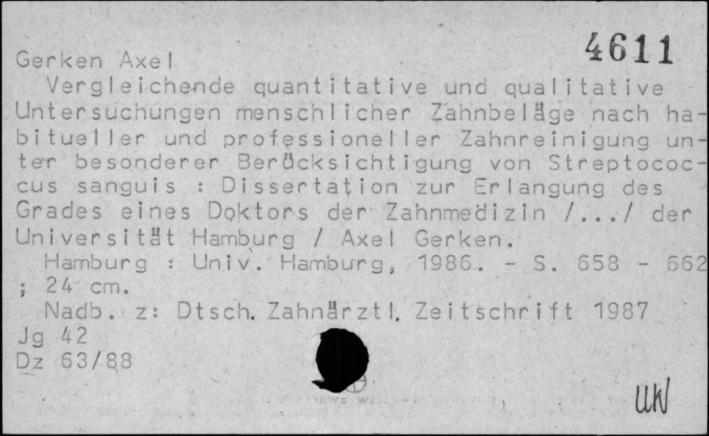 4611
Gerken Axel
Vergleichende quantitative und qualitative
Untersuchungen menschlicher Zahnbeläge nach ha-
bitueller und professioneller Zahnreinigung un-
ter besonderer Berücksichtigung von Streptococ-
cus sanguis : Dissertation zur Erlangung des
Grades eines Doktors der Zahnmedizin /.../ der
Universität Hamburg / Axel Gerken.
Hamburg : Univ. Hamburg, 1986. - S. 658 - 662
; 24 cm.
Nadb. z: Dtsch. Zahnärztl. Zeitschrift 1987
Jg 42
Dz 63/88
UW